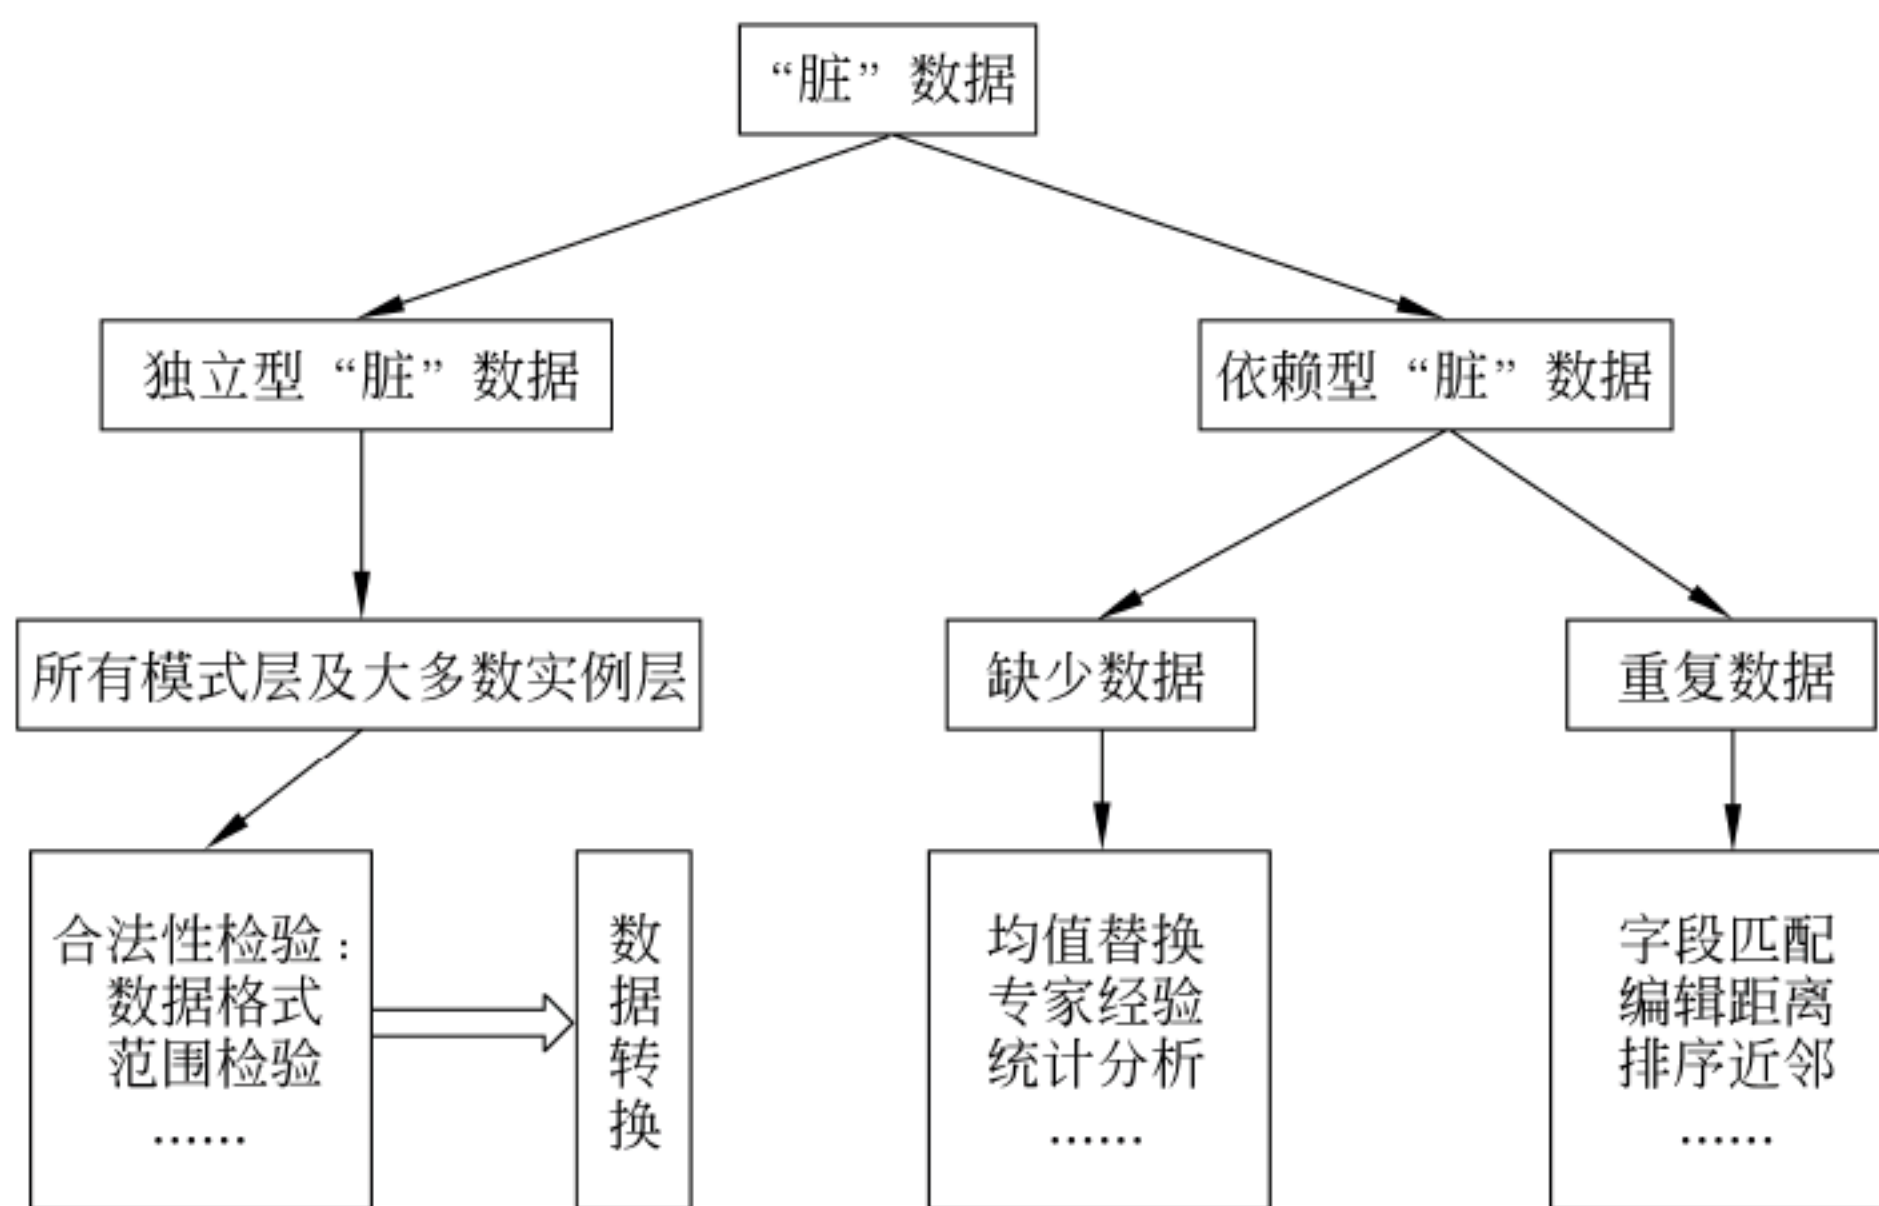 “脏” 数据
独立型 “脏” 数据
依赖型 “脏” 数据
所有模式层及大多数实例层
缺少数据
重复数据
合法性检验:
数据格式
范围检验
……
数
据
转
换
均值替换
专家经验
统计分析
……
字段匹配
编辑距离
排序近邻
……